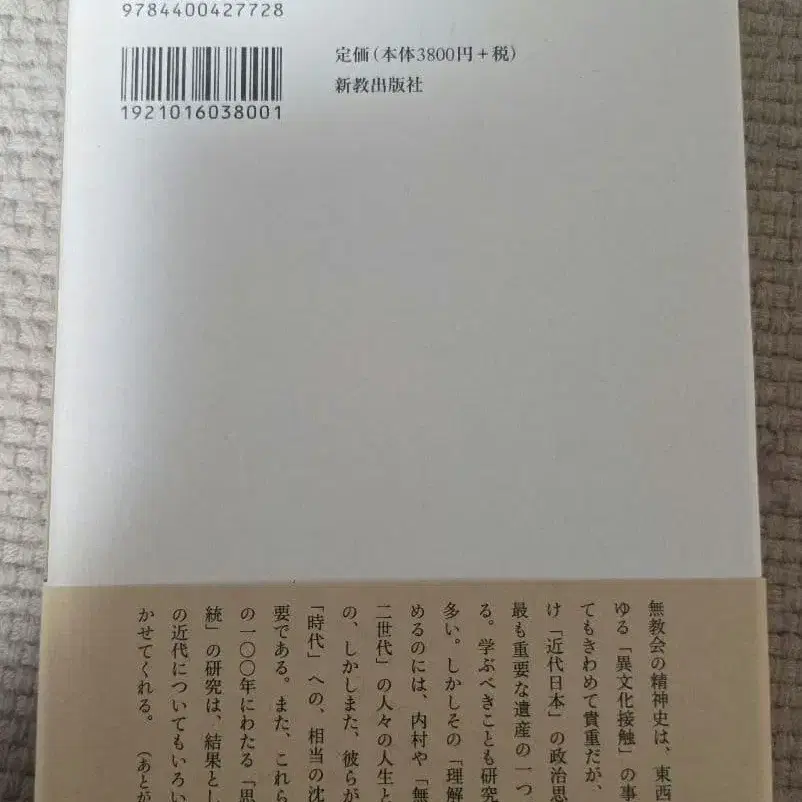 9784400427728
定価（本体3800円＋税）
新教出版社
1921016038001
無教会の精神史は、東西
ゆる「異文化接触」の事
てもきわめて貴重だが、
け「近代日本」の政治思
最も重要な遺産の一つ
る。学ぶべきことも研究
多い。しかしその「理解
めるのには、内村や「無
二世代」の人々の人生と
の、しかしまた、彼らが
「時代」への、相当の沈
要である。また、これら
の一〇〇年にわたる「思
統」の研究は、結果とし
の近代についてもいろい
かせてくれる。（あとが